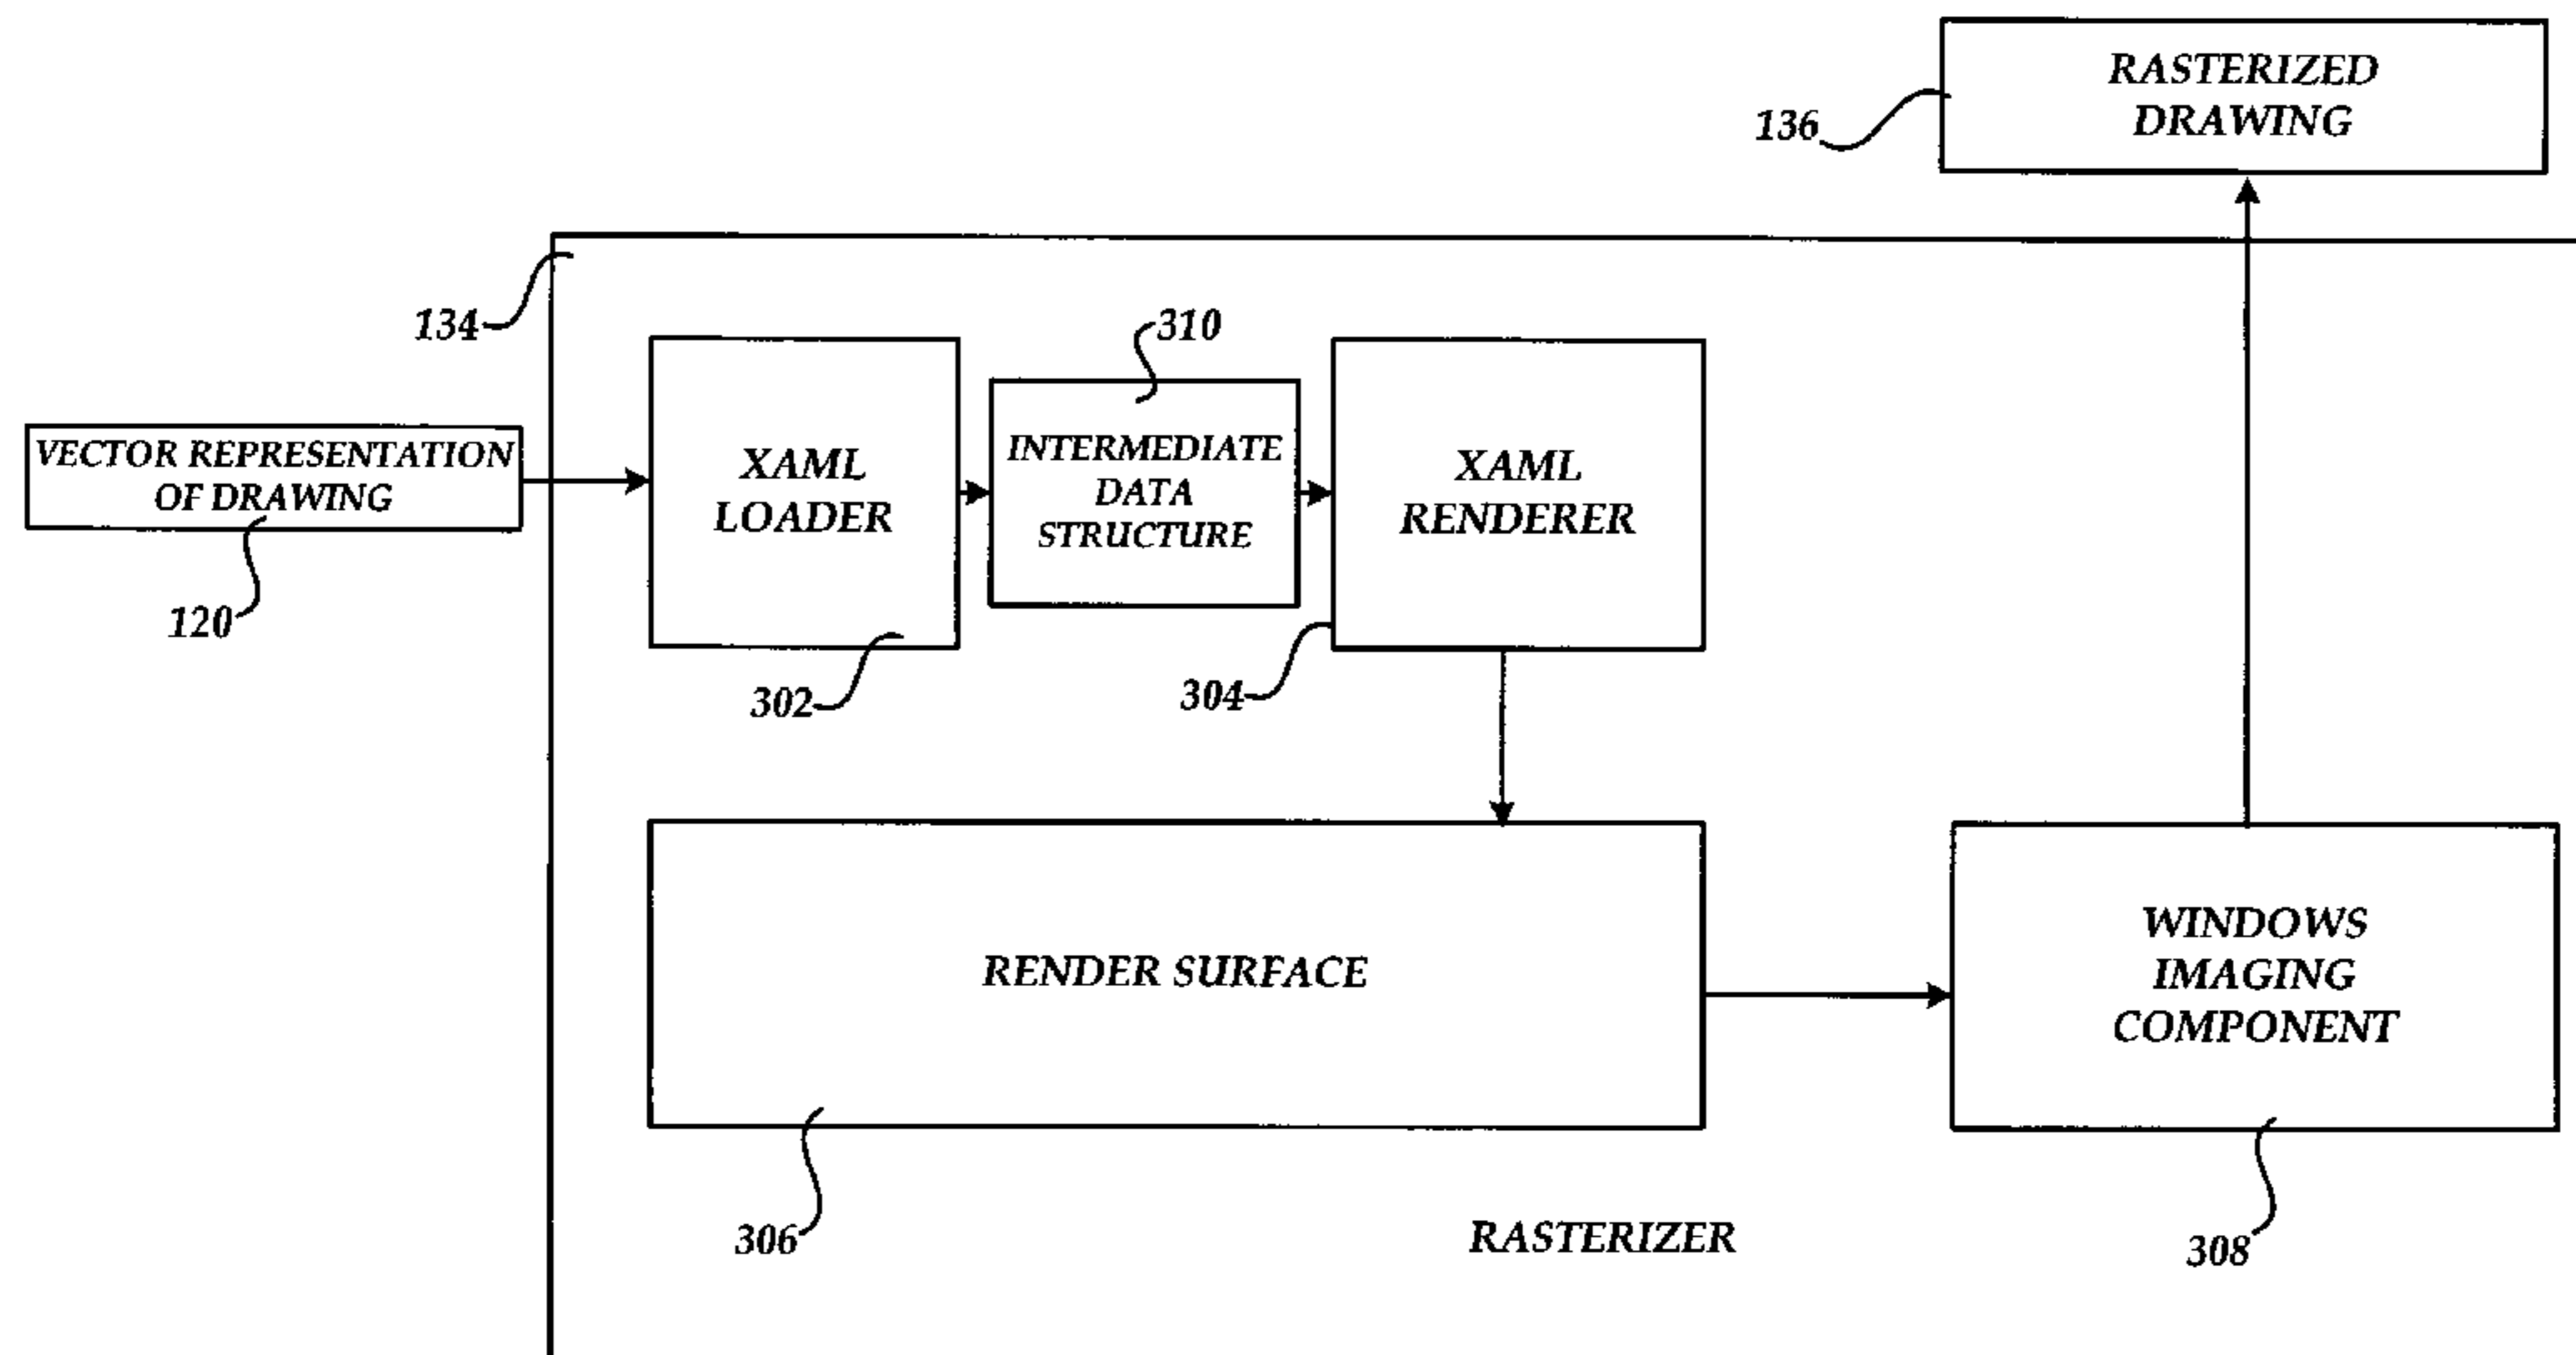 RASTERIZED
DRAWING
136
134
310
XAML
LOADER
INTERMEDIATE
DATA
STRUCTURE
XAML
RENDERER
VECTOR REPRESENTATION
OF DRAWING
120
302
304
RENDER SURFACE
WINDOWS
IMAGING
COMPONENT
306
RASTERIZER
308